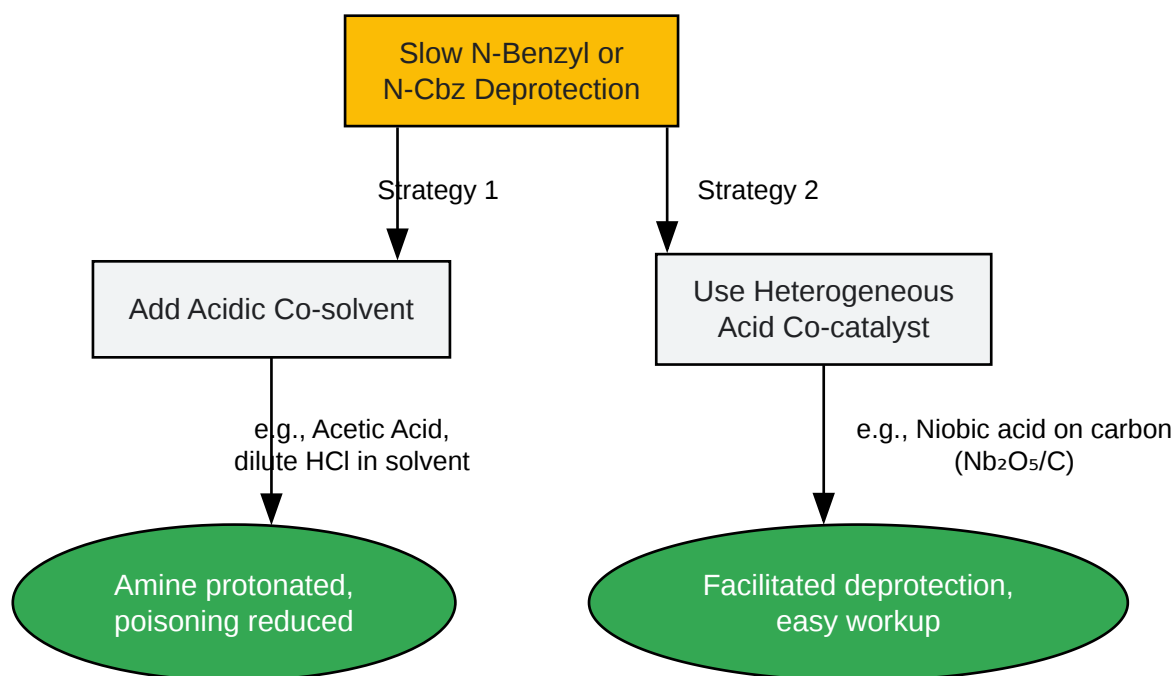 Slow N-Benzyl or
N-Cbz Deprotection
Strategy 1
Strategy 2
Add Acidic Co-solvent
Use Heterogeneous
Acid Co-catalyst
e.g., Acetic Acid,
dilute HCl in solvent
e.g., Niobic acid on carbon
(Nb₂O₅/C)
Amine protonated,
poisoning reduced
Facilitated deprotection,
easy workup